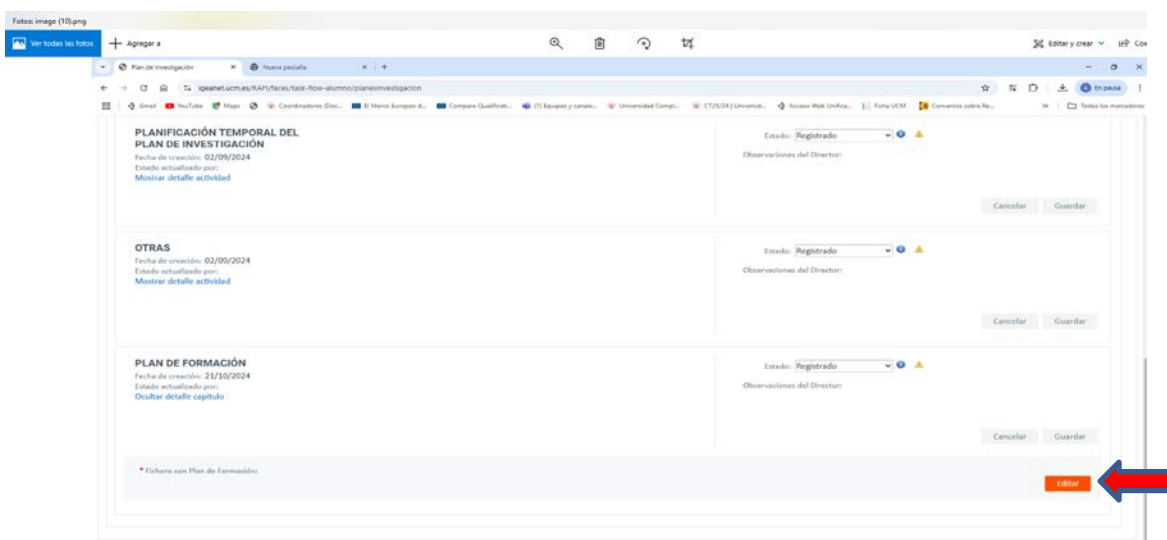 Fotos: image (10).png
Ver todas las fotos
Agregar a
Editar y crear
Plan de Investigación
Nueva pestaña
igeanet.ucm.es/RAPI/faces/task-flow-alumno/planesinvestigacion
En pausa
Gmail YouTube Maps
Todos los marcadores
PLANIFICACIÓN TEMPORAL DEL
PLAN DE INVESTIGACIÓN
Fecha de creación: 02/09/2024
Estado actualizado por:
Mostrar detalle actividad
Estado: Registrado
Observaciones del Director:
Cancelar Guardar
OTRAS
Fecha de creación: 02/09/2024
Estado actualizado por:
Mostrar detalle actividad
Estado: Registrado
Observaciones del Director:
Cancelar Guardar
PLAN DE FORMACIÓN
Fecha de creación: 21/10/2024
Estado actualizado por:
Ocultar detalle capítulo
Estado: Registrado
Observaciones del Director:
Cancelar Guardar
* Fichero con Plan de Formación:
Editar